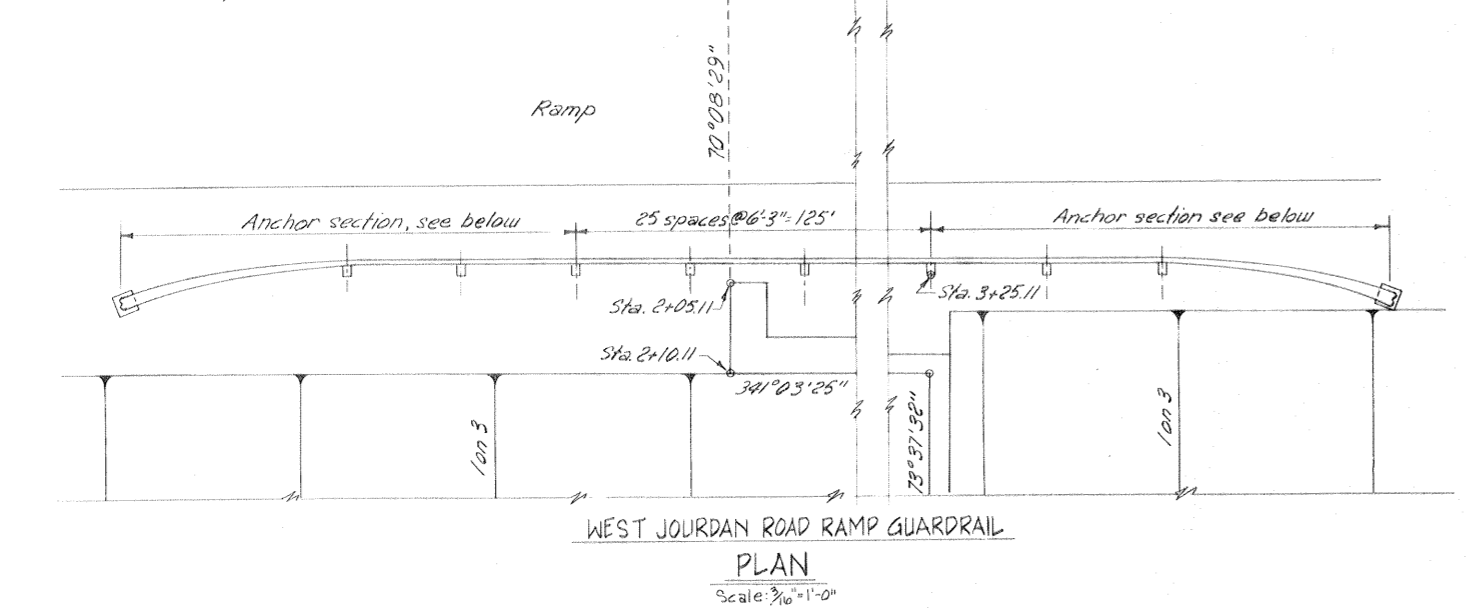 70°08'29"
Ramp
Anchor section, see below
25 spaces@6'-3"=125'
Anchor section see below
Sta. 2+05.11
Sta. 3+25.11
Sta. 2+10.11
341°03'25"
1 on 3
73°37'32"
1 on 3
WEST JOURDAN ROAD RAMP GUARDRAIL
PLAN
Scale: 3/16"=1'-0"